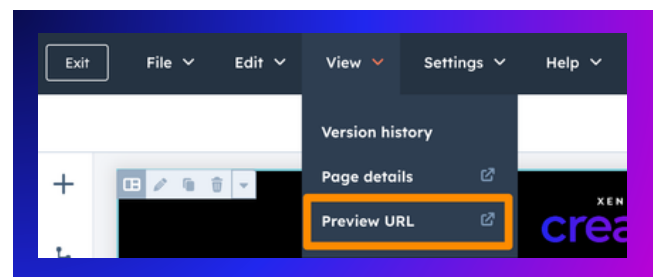 Exit File Edit View Settings Help
Version history
Page details
Preview URL
XEN
crea